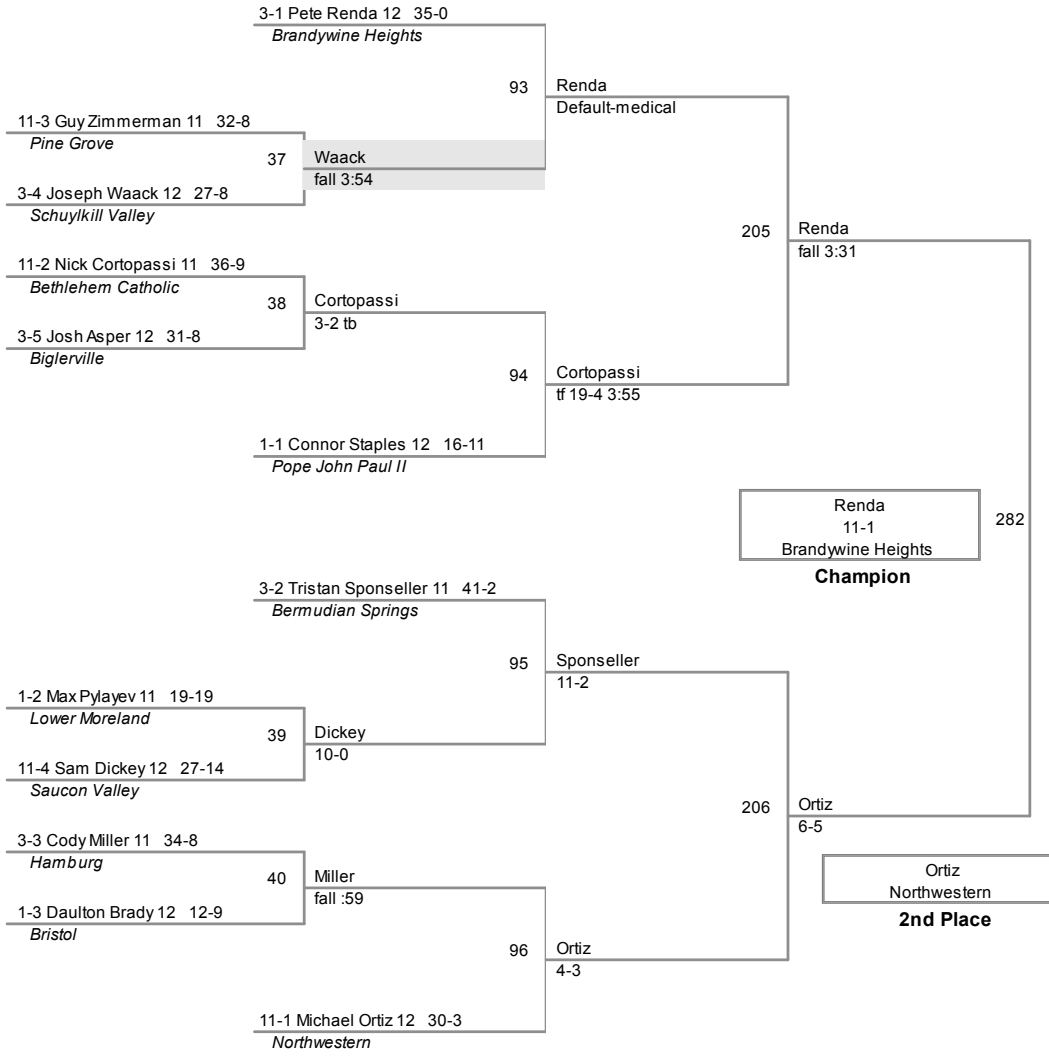 3-1 Pete Renda 12 35-0
Brandywine Heights
93
Renda
Default-medical
11-3 Guy Zimmerman 11 32-8
Pine Grove
37
Waack
fall 3:54
3-4 Joseph Waack 12 27-8
Schuylkill Valley
205
Renda
fall 3:31
11-2 Nick Cortopassi 11 36-9
Bethlehem Catholic
38
Cortopassi
3-2 tb
3-5 Josh Asper 12 31-8
Biglerville
94
Cortopassi
tf 19-4 3:55
1-1 Connor Staples 12 16-11
Pope John Paul II
Renda
11-1
Brandywine Heights
Champion
282
3-2 Tristan Sponseller 11 41-2
Bermudian Springs
95
Sponseller
11-2
1-2 Max Pylayev 11 19-19
Lower Moreland
39
Dickey
10-0
11-4 Sam Dickey 12 27-14
Saucon Valley
206
Ortiz
6-5
3-3 Cody Miller 11 34-8
Hamburg
40
Miller
fall :59
1-3 Daulton Brady 12 12-9
Bristol
Ortiz
Northwestern
2nd Place
96
Ortiz
4-3
11-1 Michael Ortiz 12 30-3
Northwestern